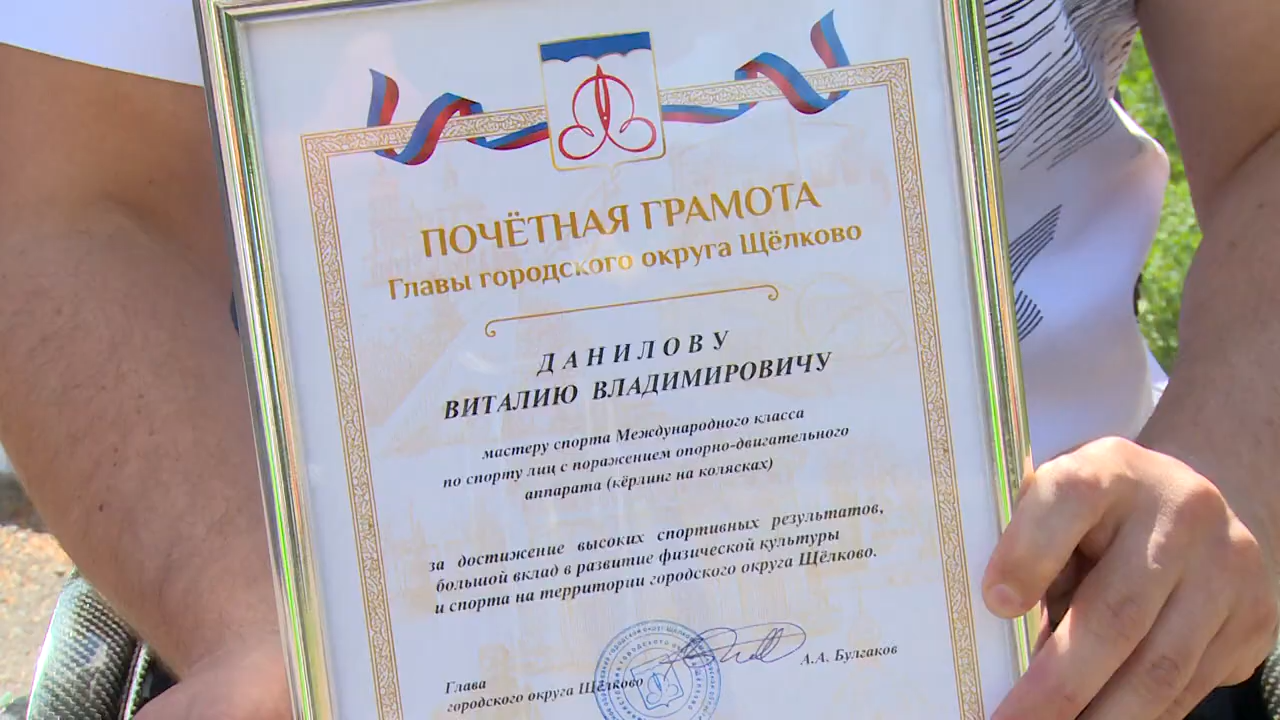 ПОЧЁТНАЯ ГРАМОТА
Главы городского округа Щёлково
ДАНИЛОВУ
ВИТАЛИЮ ВЛАДИМИРОВИЧУ
мастеру спорта Международного класса
по спорту лиц с поражением опорно-двигательного
аппарата (кёрлинг на колясках)
за достижение высоких спортивных результатов,
большой вклад в развитие физической культуры
и спорта на территории городского округа Щёлково.
Глава
городского округа Щёлково
А.А. Булгаков